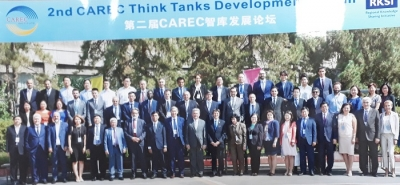 2nd CAREC Think Tanks Development
第二届CAREC智库发展论坛
RKSI